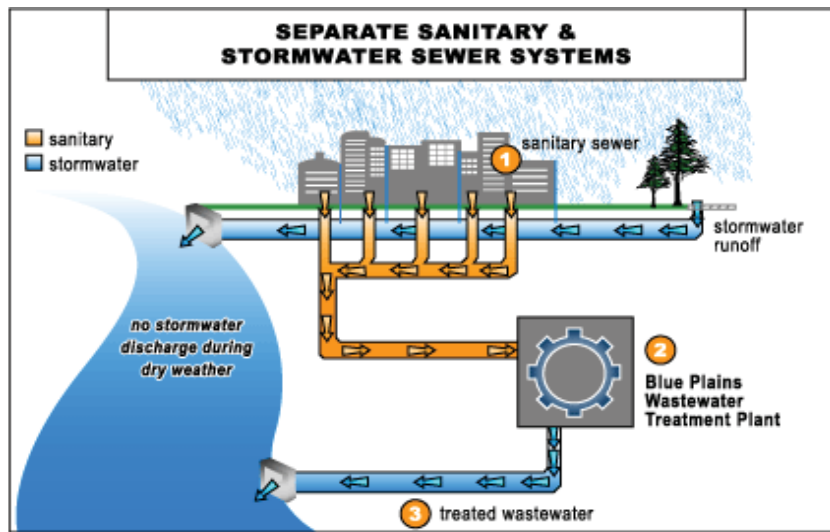 SEPARATE SANITARY &
STORMWATER SEWER SYSTEMS
sanitary
stormwater
1
sanitary sewer
stormwater
runoff
no stormwater
discharge during
dry weather
2
Blue Plains
Wastewater
Treatment Plant
3 treated wastewater